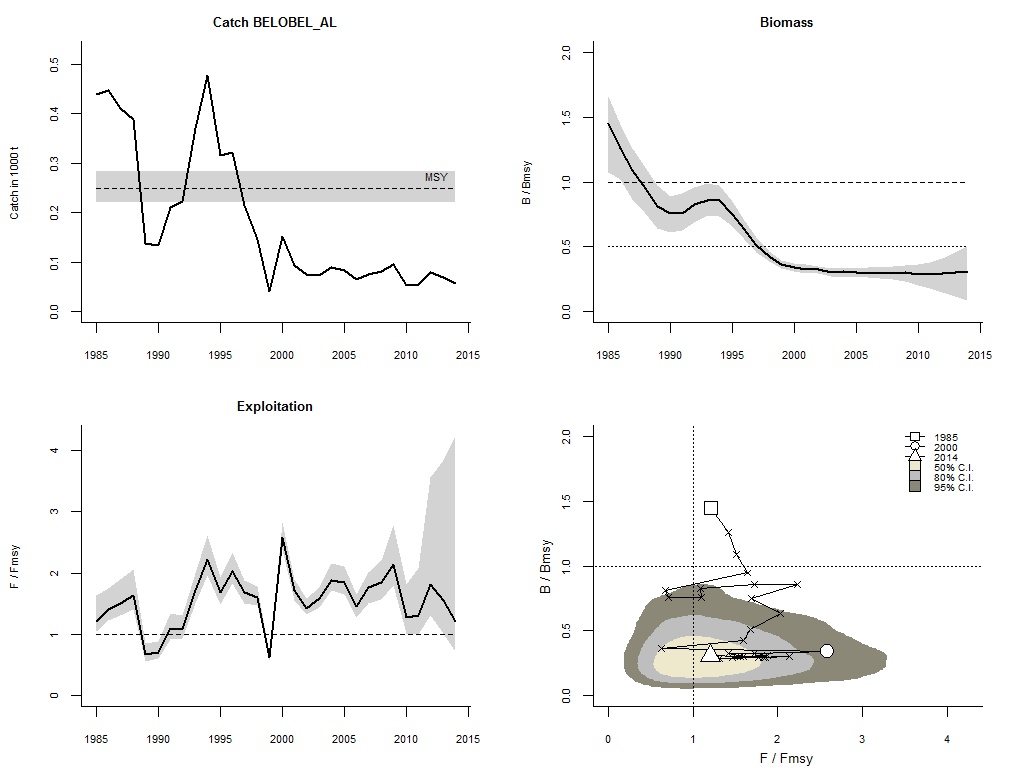 Catch BELOBEL_AL
Catch in 1000 t
0.5
0.4
0.3
0.2
0.1
0.0
MSY
1985 1990 1995 2000 2005 2010 2015
Biomass
B / Bmsy
2.0
1.5
1.0
0.5
0.0
1985 1990 1995 2000 2005 2010 2015
Exploitation
F / Fmsy
4
3
2
1
0
1985 1990 1995 2000 2005 2010 2015
B / Bmsy
2.0
1.5
1.0
0.5
0.0
1985
2000
2014
50% C.I.
80% C.I.
95% C.I.
0 1 2 3 4
F / Fmsy